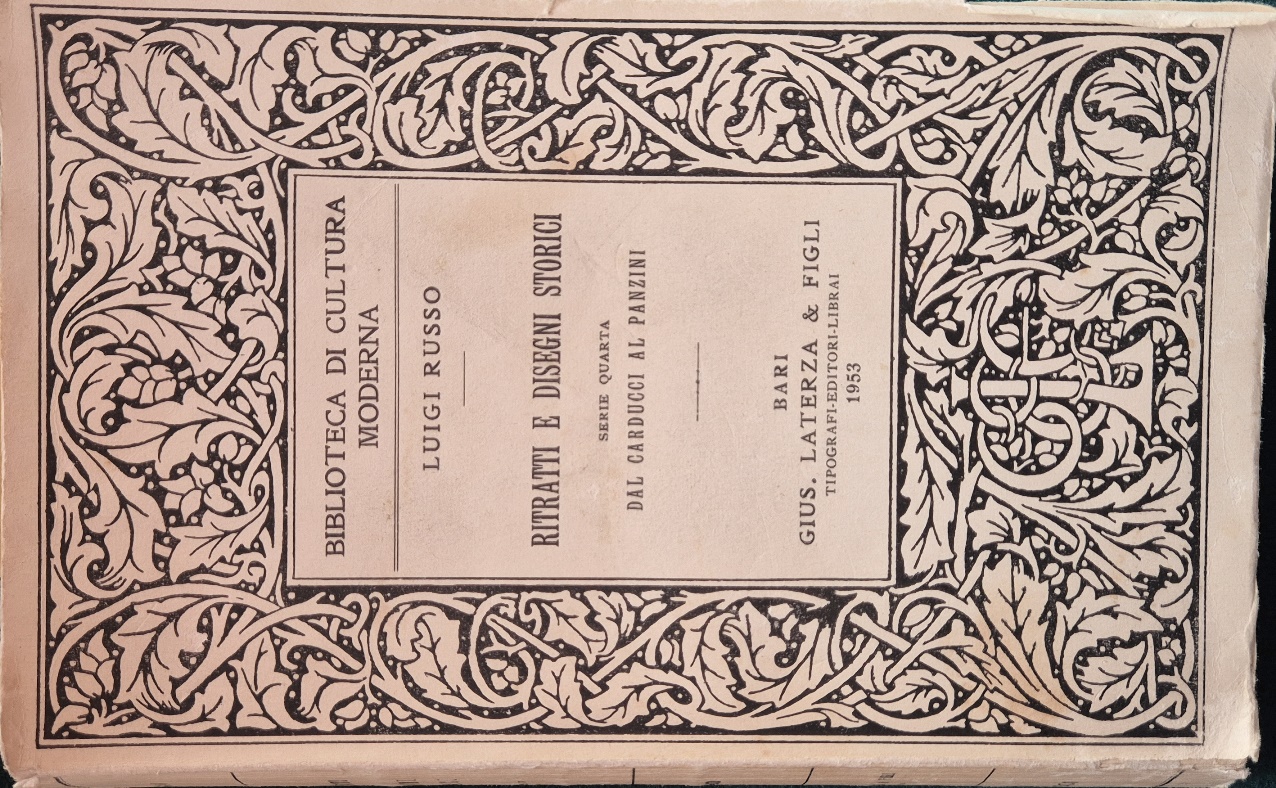 BIBLIOTECA DI CULTURA
MODERNA
LUIGI RUSSO
RITRATTI E DISEGNI STORICI
SERIE QUARTA
DAL CARDUCCI AL PANZINI
BARI
GIUS. LATERZA & FIGLI
TIPOGRAFI-EDITORI-LIBRAI
1953